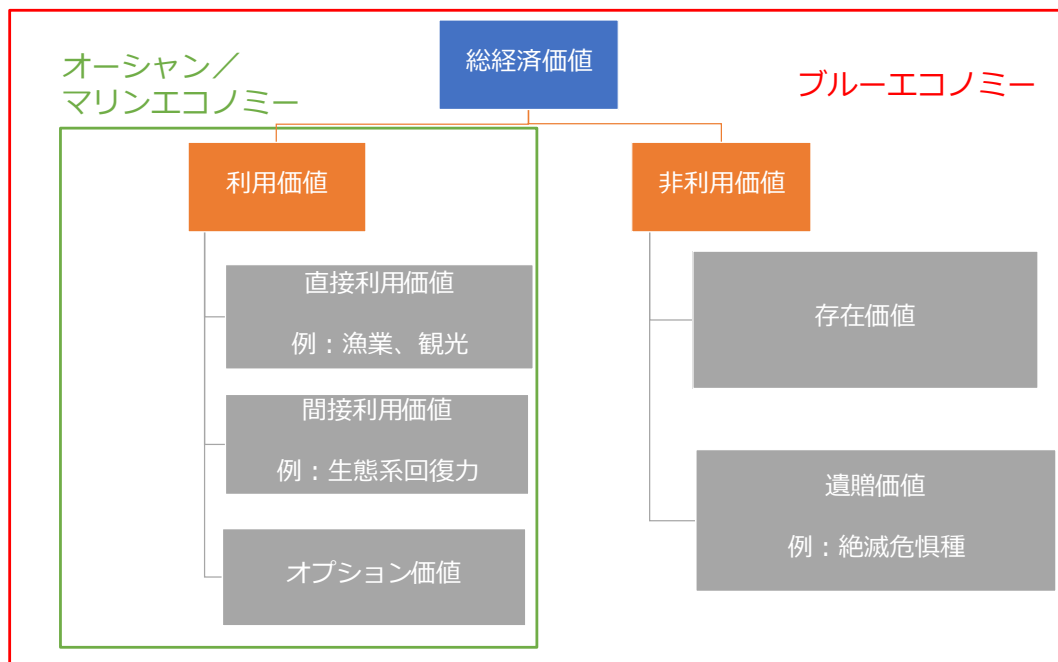 総経済価値
オーシャン／
マリンエコノミー
ブルーエコノミー
利用価値
非利用価値
直接利用価値
例：漁業、観光
存在価値
間接利用価値
例：生態系回復力
遺贈価値
例：絶滅危惧種
オプション価値